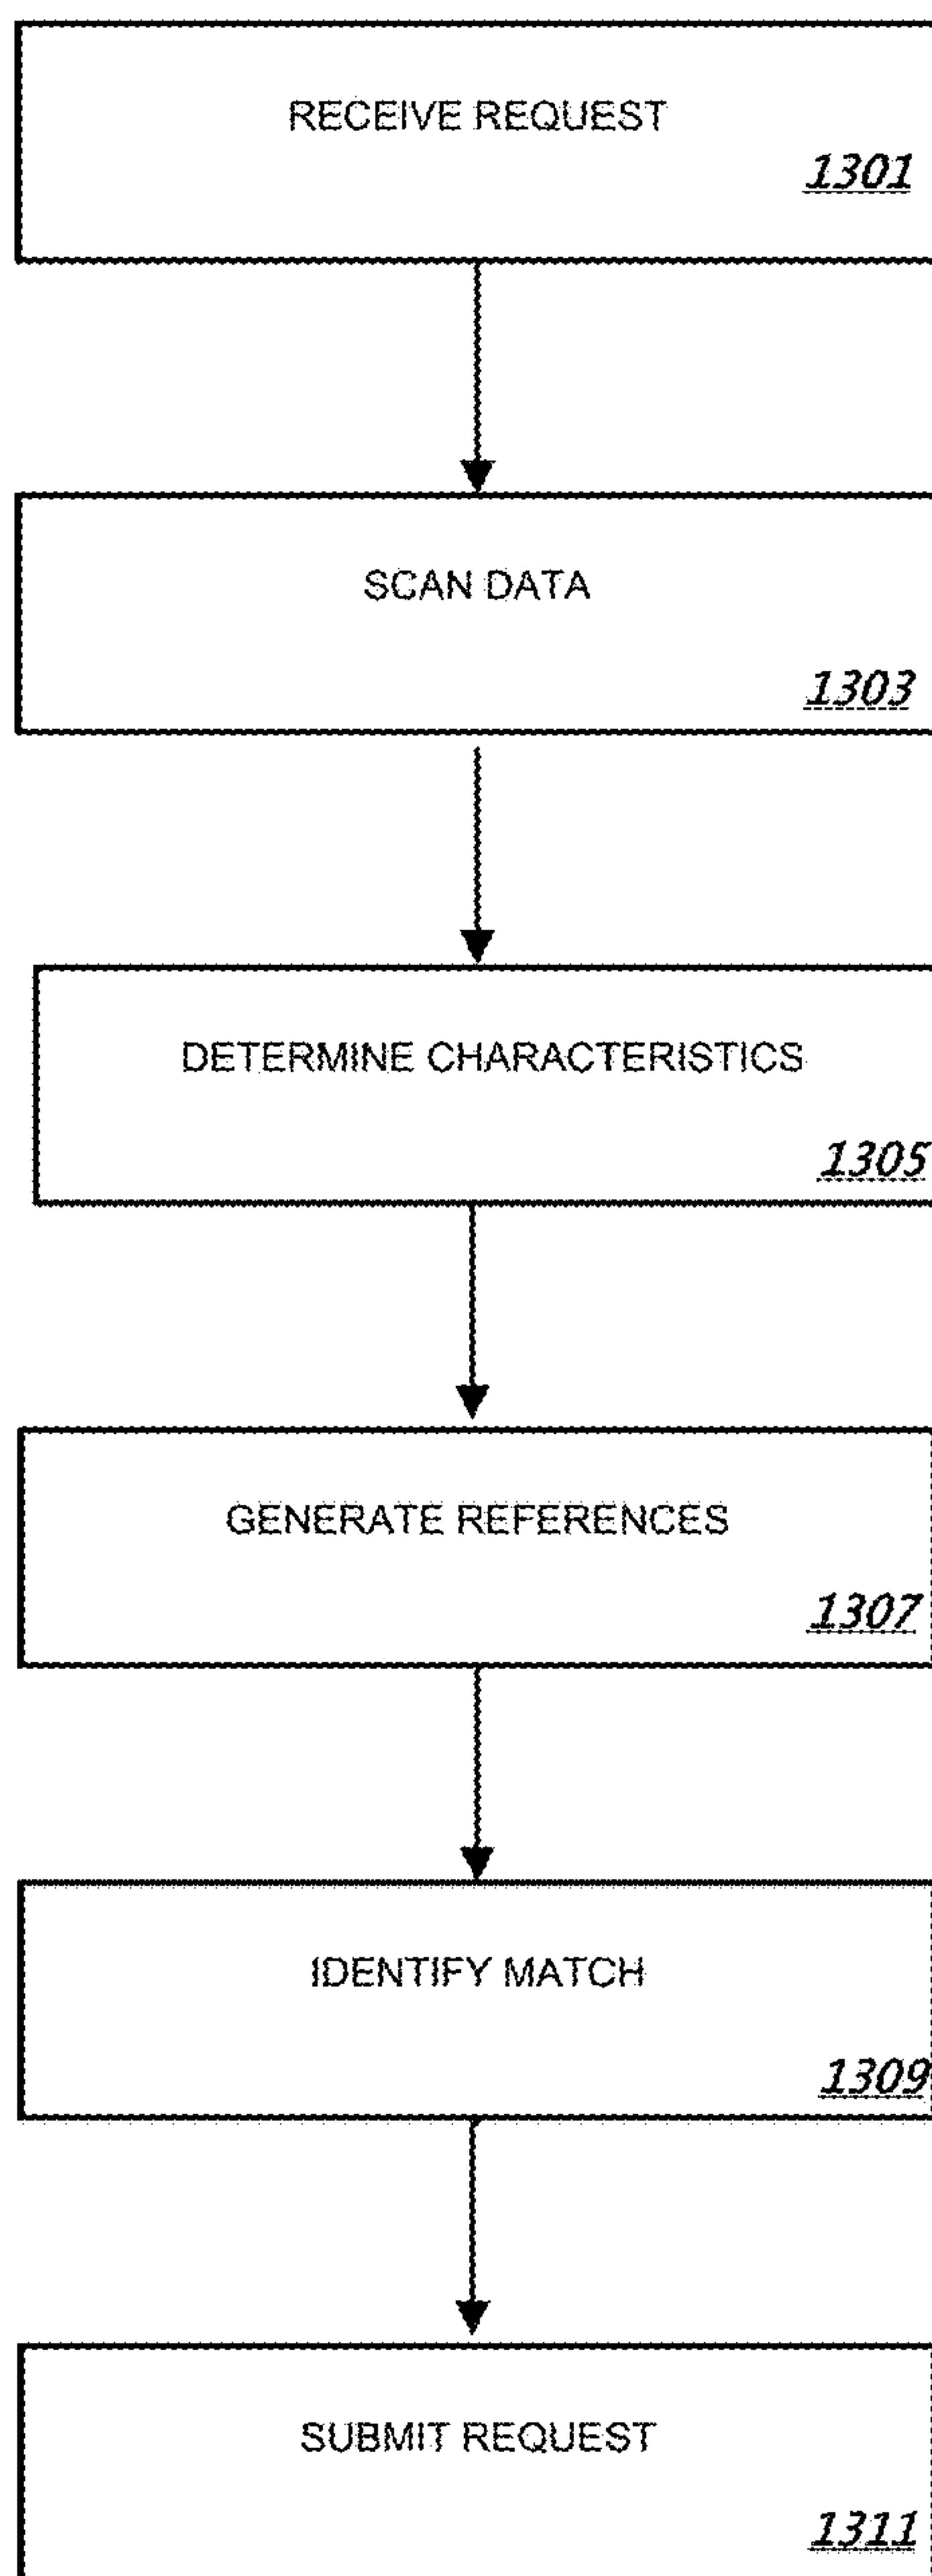 RECEIVE REQUEST
1301
SCAN DATA
1303
DETERMINE CHARACTERISTICS
1305
GENERATE REFERENCES
1307
IDENTIFY MATCH
1309
SUBMIT REQUEST
1311